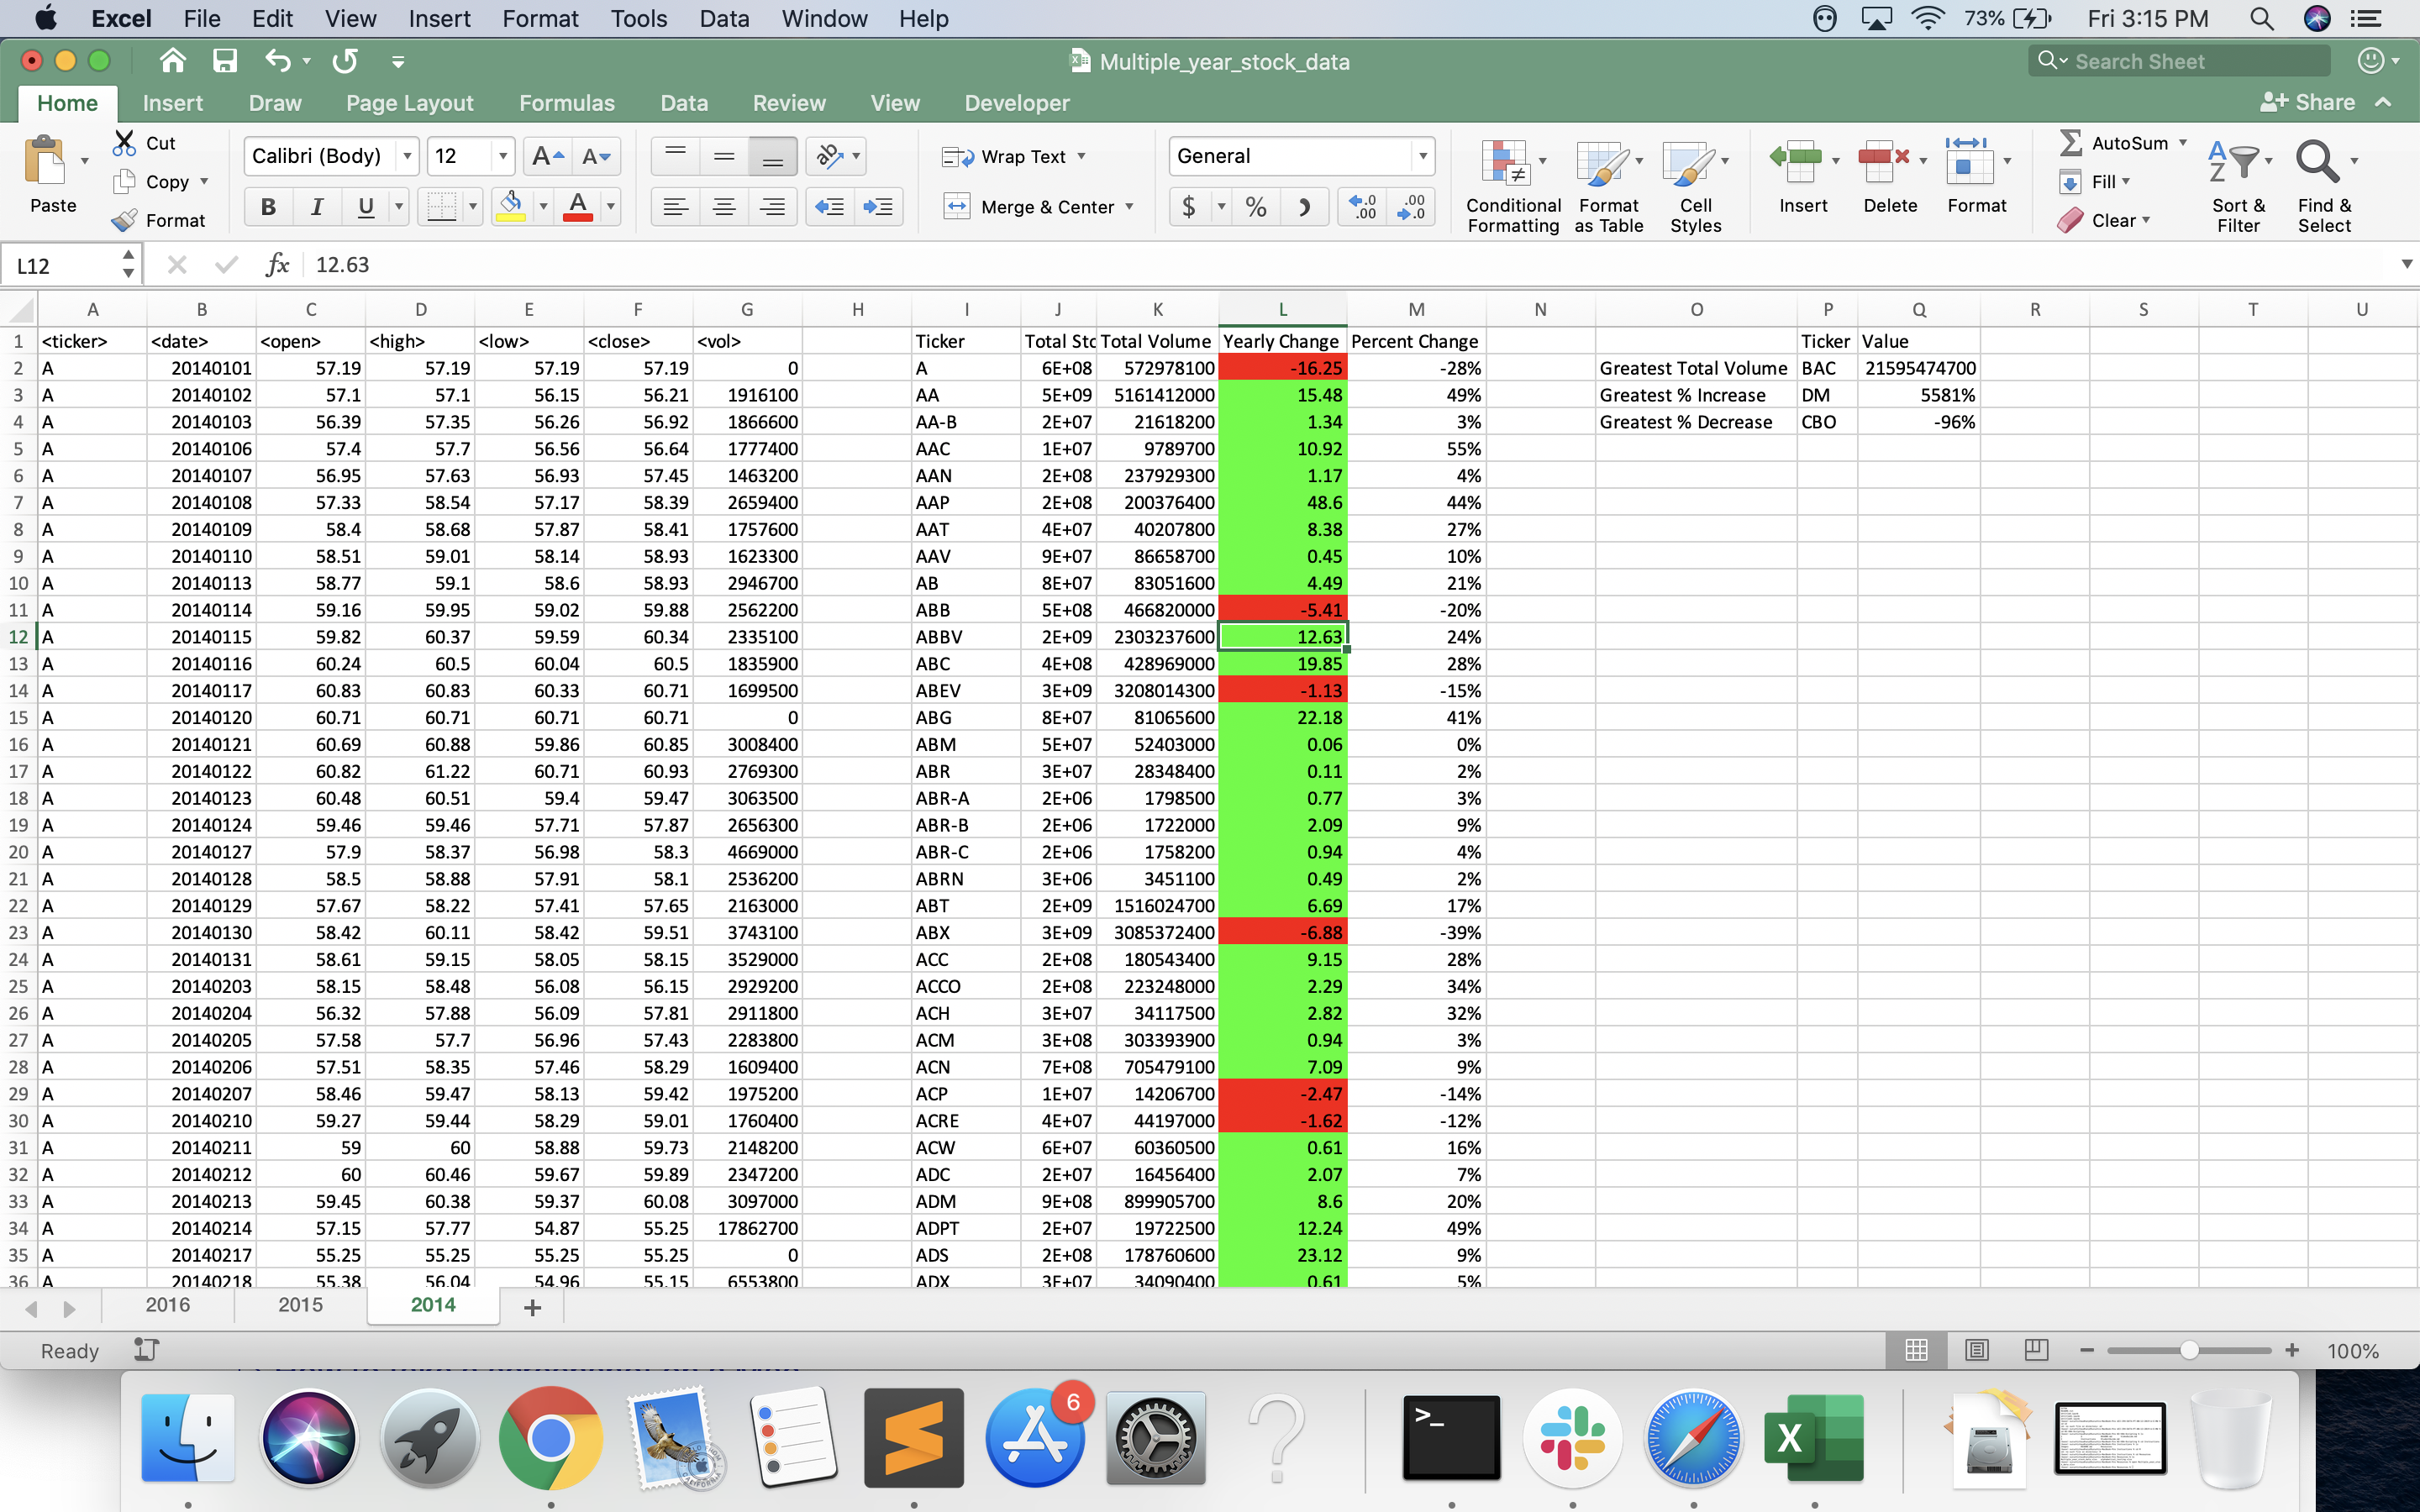 Excel File Edit View Insert Format Tools Data Window Help 73% Fri 3:15 PM
Multiple_year_stock_data Search Sheet
Home Insert Draw Page Layout Formulas Data Review View Developer Share
Paste Cut Copy Format Calibri (Body) 12 Wrap Text Merge & Center General Conditional Formatting Format as Table Cell Styles Insert Delete Format AutoSum Fill Clear Sort & Filter Find & Select
L12 fx 12.63
A B C D E F G H I J K L M N O P Q R S T U
1 <ticker> <date> <open> <high> <low> <close> <vol> Ticker Total Stc Total Volume Yearly Change Percent Change Ticker Value
2 A 20140101 57.19 57.19 57.19 57.19 0 A 6E+08 572978100 -16.25 -28% Greatest Total Volume BAC 21595474700
3 A 20140102 57.1 57.1 56.15 56.21 1916100 AA 5E+09 5161412000 15.48 49% Greatest % Increase DM 5581%
4 A 20140103 56.39 57.35 56.26 56.92 1866600 AA-B 2E+07 21618200 1.34 3% Greatest % Decrease CBO -96%
5 A 20140106 57.4 57.7 56.56 56.64 1777400 AAC 1E+07 9789700 10.92 55%
6 A 20140107 56.95 57.63 56.93 57.45 1463200 AAN 2E+08 237929300 1.17 4%
7 A 20140108 57.33 58.54 57.17 58.39 2659400 AAP 2E+08 200376400 48.6 44%
8 A 20140109 58.4 58.68 57.87 58.41 1757600 AAT 4E+07 40207800 8.38 27%
9 A 20140110 58.51 59.01 58.14 58.93 1623300 AAV 9E+07 86658700 0.45 10%
10 A 20140113 58.77 59.1 58.6 58.93 2946700 AB 8E+07 83051600 4.49 21%
11 A 20140114 59.16 59.95 59.02 59.88 2562200 ABB 5E+08 466820000 -5.41 -20%
12 A 20140115 59.82 60.37 59.59 60.34 2335100 ABBV 2E+09 2303237600 12.63 24%
13 A 20140116 60.24 60.5 60.04 60.5 1835900 ABC 4E+08 428969000 19.85 28%
14 A 20140117 60.83 60.83 60.33 60.71 1699500 ABEV 3E+09 3208014300 -1.13 -15%
15 A 20140120 60.71 60.71 60.71 60.71 0 ABG 8E+07 81065600 22.18 41%
16 A 20140121 60.69 60.88 59.86 60.85 3008400 ABM 5E+07 52403000 0.06 0%
17 A 20140122 60.82 61.22 60.71 60.93 2769300 ABR 3E+07 28348400 0.11 2%
18 A 20140123 60.48 60.51 59.4 59.47 3063500 ABR-A 2E+06 1798500 0.77 3%
19 A 20140124 59.46 59.46 57.71 57.87 2656300 ABR-B 2E+06 1722000 2.09 9%
20 A 20140127 57.9 58.37 56.98 58.3 4669000 ABR-C 2E+06 1758200 0.94 4%
21 A 20140128 58.5 58.88 57.91 58.1 2536200 ABRN 3E+06 3451100 0.49 2%
22 A 20140129 57.67 58.22 57.41 57.65 2163000 ABT 2E+09 1516024700 6.69 17%
23 A 20140130 58.42 60.11 58.42 59.51 3743100 ABX 3E+09 3085372400 -6.88 -39%
24 A 20140131 58.61 59.15 58.05 58.15 3529000 ACC 2E+08 180543400 9.15 28%
25 A 20140203 58.15 58.48 56.08 56.15 2929200 ACCO 2E+08 223248000 2.29 34%
26 A 20140204 56.32 57.88 56.09 57.81 2911800 ACH 3E+07 34117500 2.82 32%
27 A 20140205 57.58 57.7 56.96 57.43 2283800 ACM 3E+08 303393900 0.94 3%
28 A 20140206 57.51 58.35 57.46 58.29 1609400 ACN 7E+08 705479100 7.09 9%
29 A 20140207 58.46 59.47 58.13 59.42 1975200 ACP 1E+07 14206700 -2.47 -14%
30 A 20140210 59.27 59.44 58.29 59.01 1760400 ACRE 4E+07 44197000 -1.62 -12%
31 A 20140211 59 60 58.88 59.73 2148200 ACW 6E+07 60360500 0.61 16%
32 A 20140212 60 60.46 59.67 59.89 2347200 ADC 2E+07 16456400 2.07 7%
33 A 20140213 59.45 60.38 59.37 60.08 3097000 ADM 9E+08 899905700 8.6 20%
34 A 20140214 57.15 57.77 54.87 55.25 17862700 ADPT 2E+07 19722500 12.24 49%
35 A 20140217 55.25 55.25 55.25 55.25 0 ADS 2E+08 178760600 23.12 9%
36 A 20140218 55.38 56.04 54.96 55.15 6553800 ADX 3E+07 34090400 0.61 5%
2016 2015 2014 +
Ready 100%
6